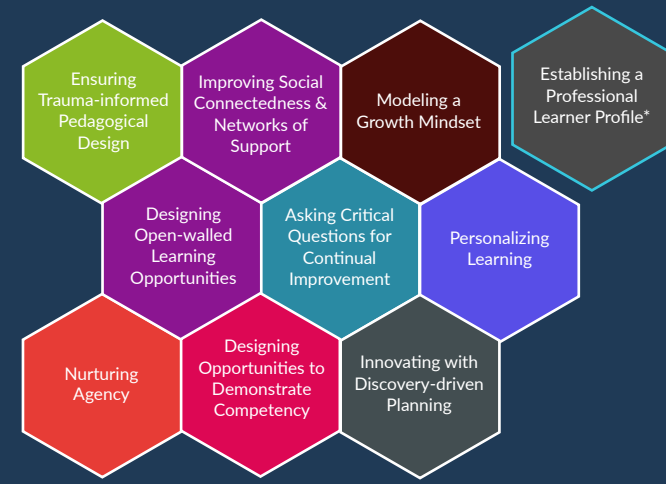 Ensuring
Trauma-informed
Pedagogical
Design
Improving Social
Connectedness &
Networks of
Support
Modeling a
Growth Mindset
Establishing a
Professional
Learner Profile*
Designing
Open-walled
Learning
Opportunities
Asking Critical
Questions for
Continual
Improvement
Personalizing
Learning
Nurturing
Agency
Designing
Opportunities to
Demonstrate
Competency
Innovating with
Discovery-driven
Planning